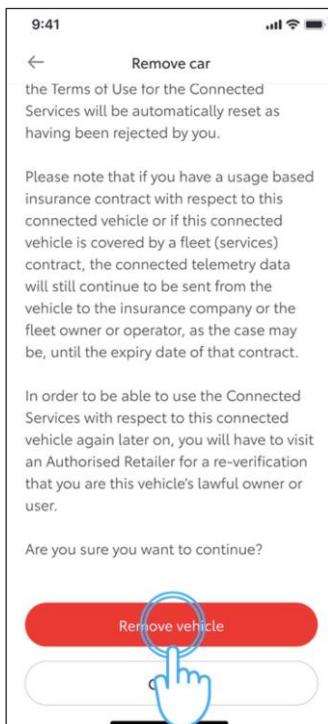 9:41
Remove car
the Terms of Use for the Connected
Services will be automatically reset as
having been rejected by you.
Please note that if you have a usage based
insurance contract with respect to this
connected vehicle or if this connected
vehicle is covered by a fleet (services)
contract, the connected telemetry data
will still continue to be sent from the
vehicle to the insurance company or the
fleet owner or operator, as the case may
be, until the expiry date of that contract.
In order to be able to use the Connected
Services with respect to this connected
vehicle again later on, you will have to visit
an Authorised Retailer for a re-verification
that you are this vehicle's lawful owner or
user.
Are you sure you want to continue?
Remove vehicle